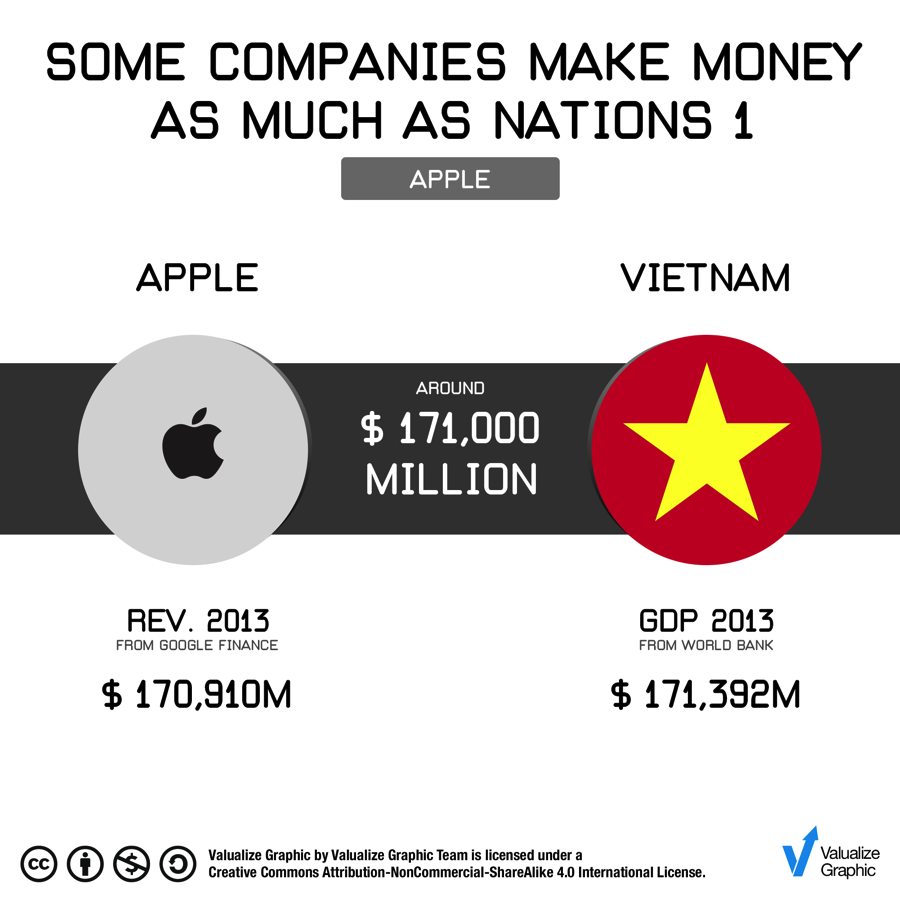 SOME COMPANIES MAKE MONEY
AS MUCH AS NATIONS 1
APPLE
APPLE
VIETNAM
AROUND
$ 171,000
MILLION
REV. 2013
FROM GOOGLE FINANCE
$ 170,910M
GDP 2013
FROM WORLD BANK
$ 171,392M
cc
Valualize Graphic by Valualize Graphic Team is licensed under a
Creative Commons Attribution-NonCommercial-ShareAlike 4.0 International License.
Valualize
Graphic